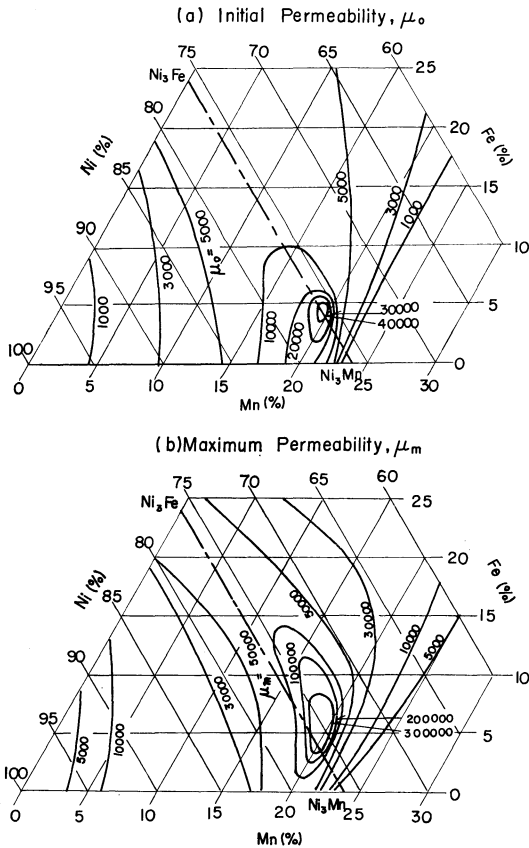 (a) Initial Permeability, μₒ
75 70 65 60
Ni₃Fe
25
80
Ni (%)
Fe (%)
20
85
5000
3000
1000
15
90
μₒ = 5000
3000
10
95
1000
10000
20000
5
30000
40000
100
0
Ni₃Mn
0 5 10 15 20 25 30
Mn (%)
(b) Maximum Permeability, μₘ
75 70 65 60
Ni₃Fe
25
80
Ni (%)
Fe (%)
20
85
50000
30000
15
90
100000
10000
5000
10
μₘ = 50000
30000
95
5000
10000
200000
300000
5
100
0
Ni₃Mn
0 5 10 15 20 25 30
Mn (%)